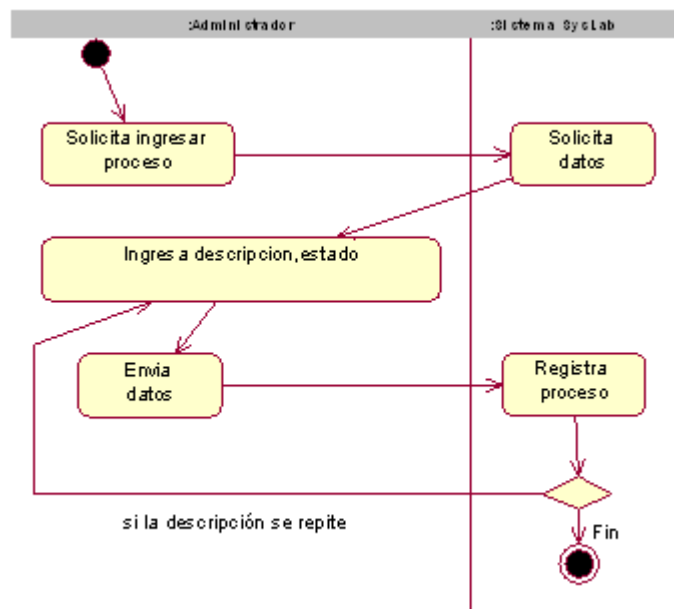 :Administrador
:Sistema SysLab
Solicita ingresar
proceso
Solicita
datos
Ingresa descripcion,estado
Envia
datos
Registra
proceso
si la descripción se repite
Fin